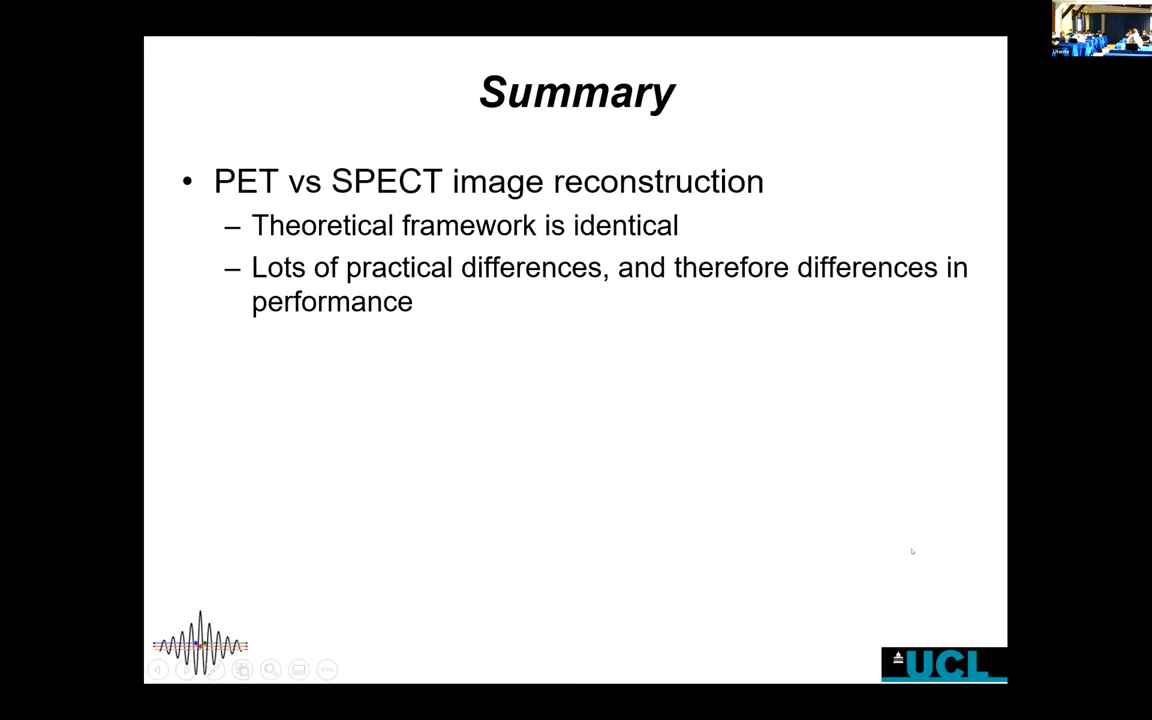 Summary
• PET vs SPECT image reconstruction
– Theoretical framework is identical
– Lots of practical differences, and therefore differences in
performance
UCL